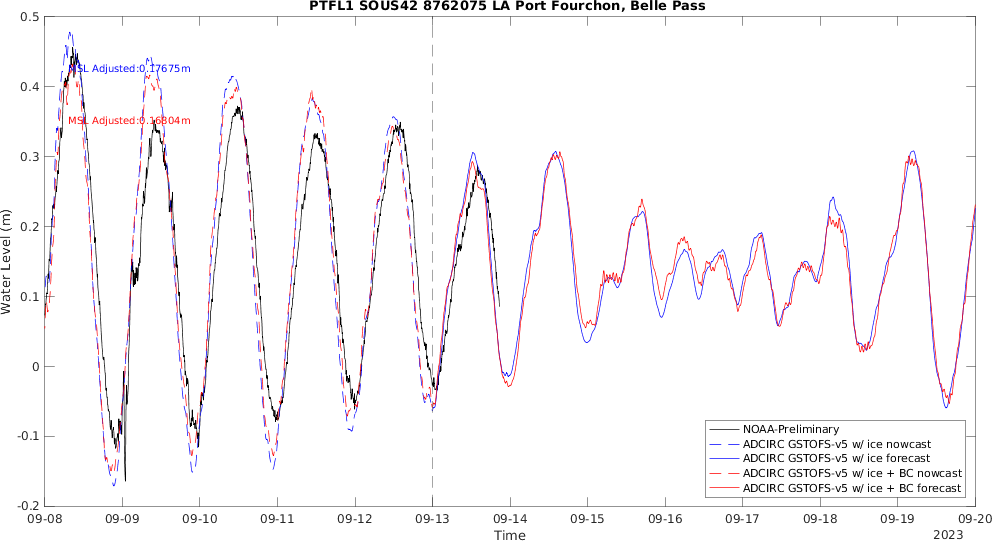 PTFL1 SOUS42 8762075 LA Port Fourchon, Belle Pass
0.5
0.4
0.3
0.2
0.1
0
-0.1
-0.2
Water Level (m)
MSL Adjusted:0.17675m
MSL Adjusted:0.16804m
NOAA-Preliminary
ADCIRC GSTOFS-v5 w/ ice nowcast
ADCIRC GSTOFS-v5 w/ ice forecast
ADCIRC GSTOFS-v5 w/ ice + BC nowcast
ADCIRC GSTOFS-v5 w/ ice + BC forecast
09-08 09-09 09-10 09-11 09-12 09-13 09-14 09-15 09-16 09-17 09-18 09-19 09-20
Time
2023